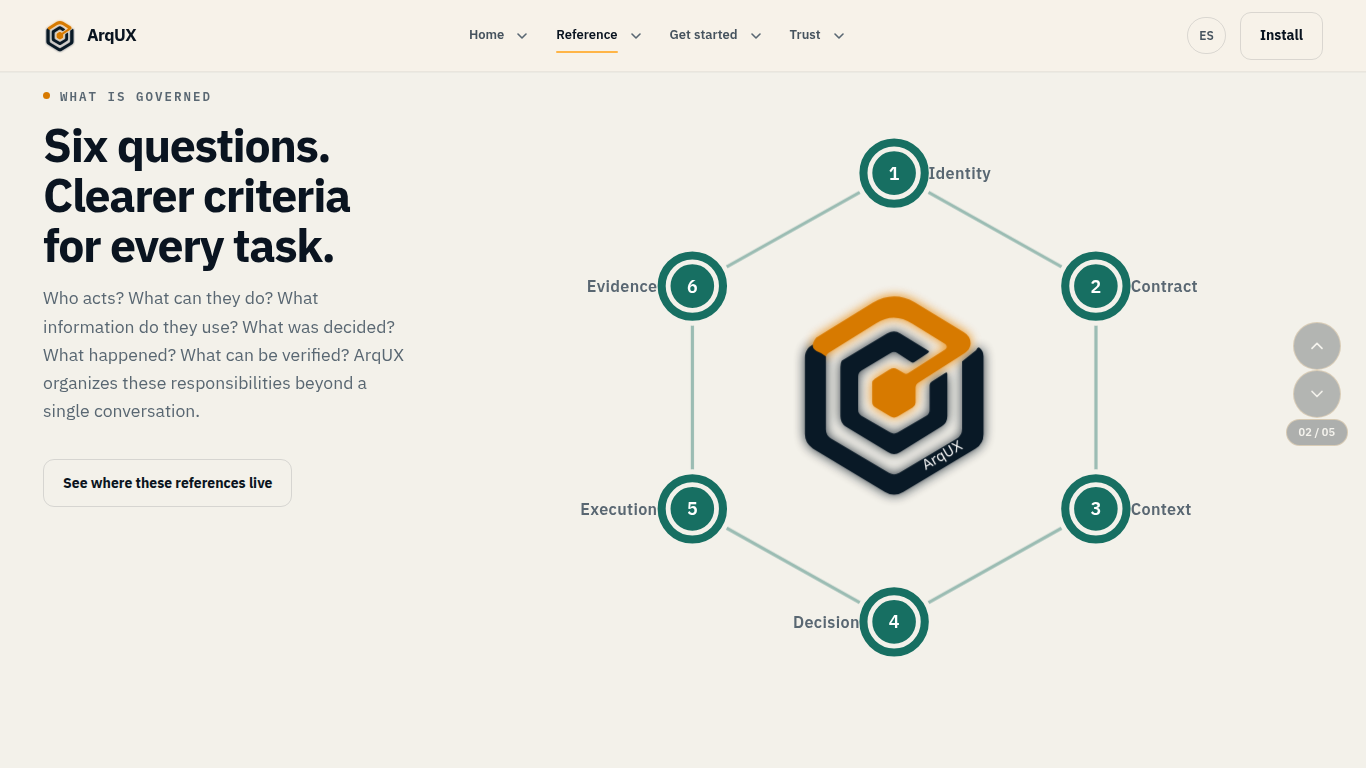 ArqUX
Home
Reference
Get started
Trust
ES
Install
WHAT IS GOVERNED
Six questions.
Clearer criteria
for every task.
Who acts? What can they do? What
information do they use? What was decided?
What happened? What can be verified? ArqUX
organizes these responsibilities beyond a
single conversation.
See where these references live
1 Identity
Evidence 6
2 Contract
ArqUX
Execution 5
3 Context
Decision 4
02 / 05